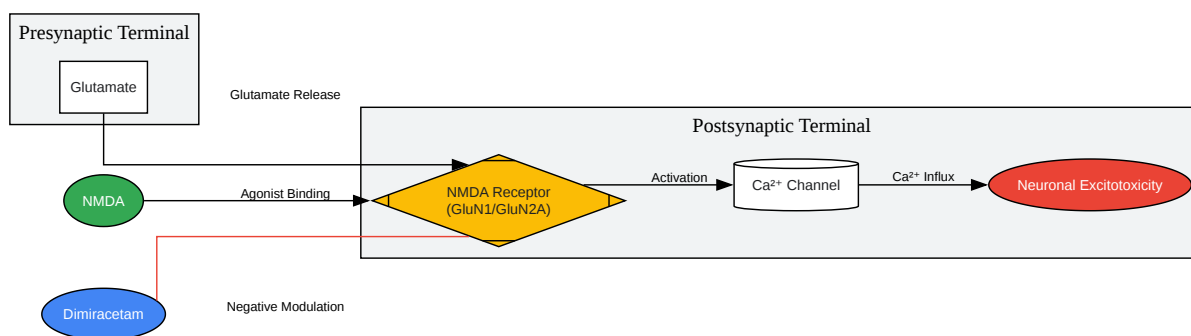 Presynaptic Terminal
Glutamate
Glutamate Release
Postsynaptic Terminal
NMDA
Agonist Binding
NMDA Receptor
(GluN1/GluN2A)
Activation
Ca²⁺ Channel
Ca²⁺ Influx
Neuronal Excitotoxicity
Dimiracetam
Negative Modulation